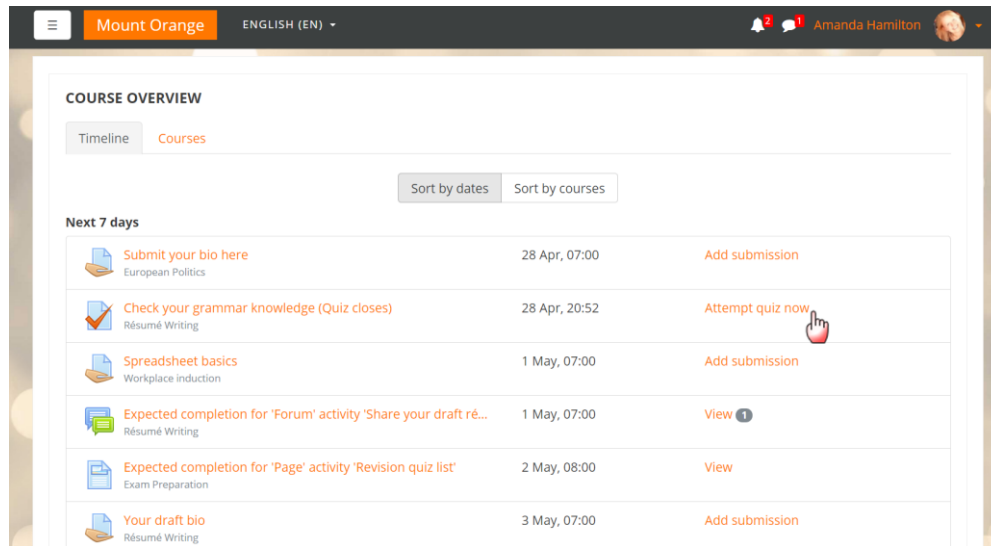 Mount Orange ENGLISH (EN) 2 1 Amanda Hamilton
COURSE OVERVIEW
Timeline Courses
Sort by dates Sort by courses
Next 7 days
Submit your bio here 28 Apr, 07:00 Add submission
European Politics
Check your grammar knowledge (Quiz closes) 28 Apr, 20:52 Attempt quiz now
Résumé Writing
Spreadsheet basics 1 May, 07:00 Add submission
Workplace induction
Expected completion for 'Forum' activity 'Share your draft ré... 1 May, 07:00 View 1
Résumé Writing
Expected completion for 'Page' activity 'Revision quiz list' 2 May, 08:00 View
Exam Preparation
Your draft bio 3 May, 07:00 Add submission
Résumé Writing